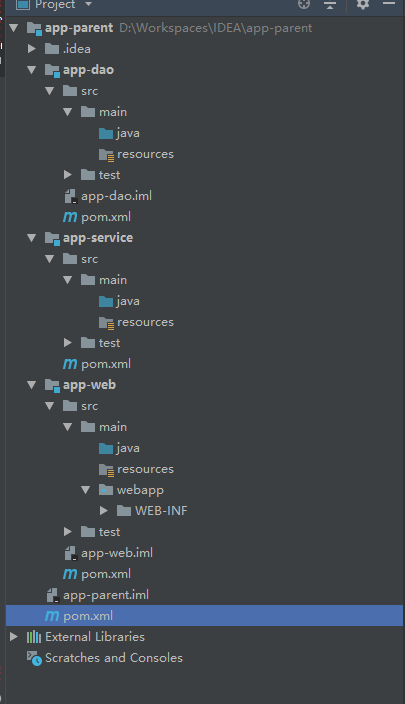 Project
app-parent D:\Workspaces\IDEA\app-parent
.idea
app-dao
src
main
java
resources
test
app-dao.iml
pom.xml
app-service
src
main
java
resources
test
pom.xml
app-web
src
main
java
resources
webapp
WEB-INF
test
app-web.iml
pom.xml
app-parent.iml
pom.xml
External Libraries
Scratches and Consoles